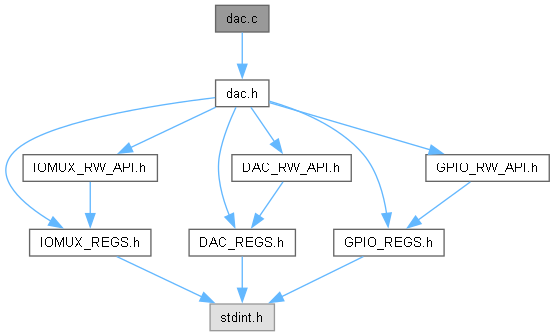 dac.c
dac.h
IOMUX_RW_API.h
DAC_RW_API.h
GPIO_RW_API.h
IOMUX_REGS.h
DAC_REGS.h
GPIO_REGS.h
stdint.h